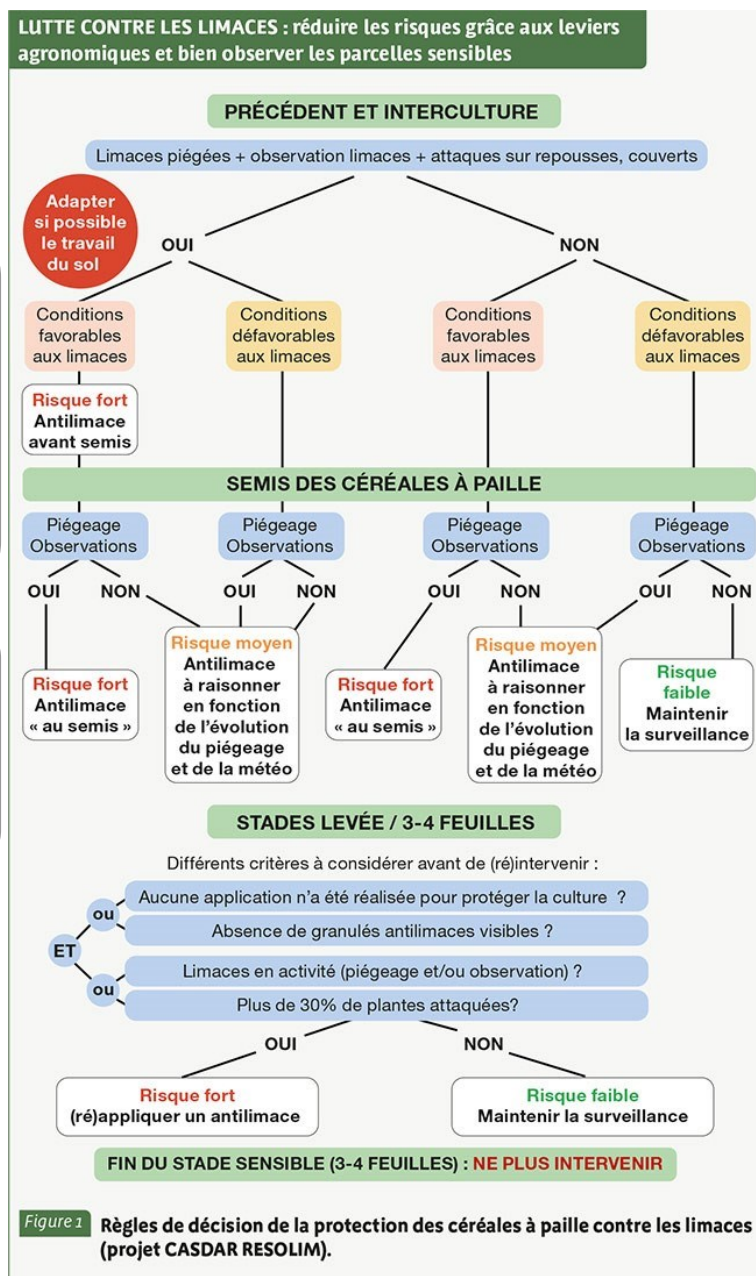 LUTTE CONTRE LES LIMACES : réduire les risques grâce aux leviers
agronomiques et bien observer les parcelles sensibles
PRÉCÉDENT ET INTERCULTURE
Limaces piégées + observation limaces + attaques sur repousses, couverts
Adapter
si possible
le travail
du sol
OUI
NON
Conditions
favorables
aux limaces
Conditions
défavorables
aux limaces
Conditions
favorables
aux limaces
Conditions
défavorables
aux limaces
Risque fort
Antilimace
avant semis
SEMIS DES CÉRÉALES À PAILLE
Piégeage
Observations
Piégeage
Observations
Piégeage
Observations
Piégeage
Observations
OUI
NON
OUI
NON
OUI
NON
OUI
NON
Risque fort
Antilimace
« au semis »
Risque moyen
Antilimace
à raisonner
en fonction
de l'évolution
du piégeage
et de la météo
Risque fort
Antilimace
« au semis »
Risque moyen
Antilimace
à raisonner
en fonction
de l'évolution
du piégeage
et de la météo
Risque
faible
Maintenir
la surveillance
STADES LEVÉE / 3-4 FEUILLES
Différents critères à considérer avant de (ré)intervenir :
Aucune application n'a été réalisée pour protéger la culture ?
ou
Absence de granulés antilimaces visibles ?
ET
Limaces en activité (piégeage et/ou observation) ?
ou
Plus de 30% de plantes attaquées?
OUI
NON
Risque fort
(ré)appliquer un antilimace
Risque faible
Maintenir la surveillance
FIN DU STADE SENSIBLE (3-4 FEUILLES) : NE PLUS INTERVENIR
Figure 1 Règles de décision de la protection des céréales à paille contre les limaces
(projet CASDAR RESOLIM).